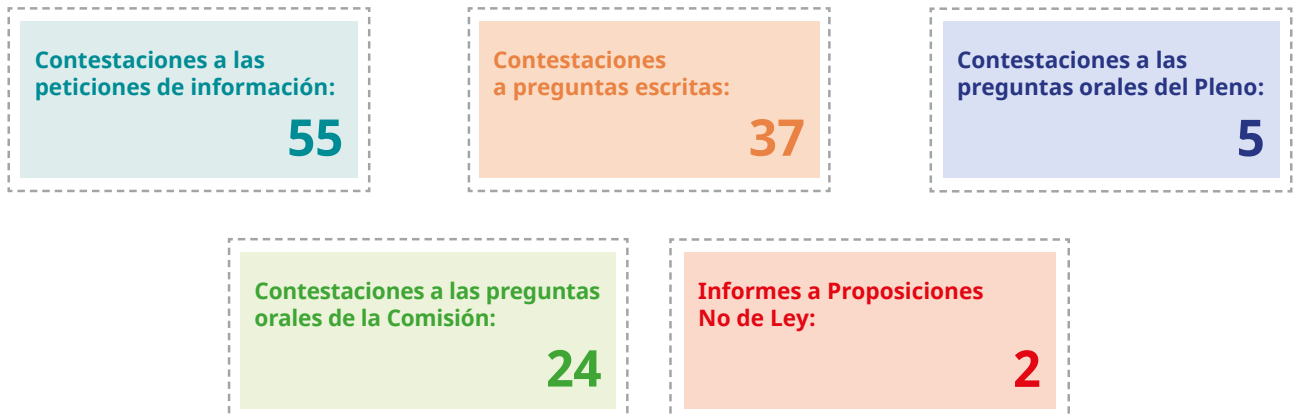 Contestaciones a las
peticiones de información:
55
Contestaciones
a preguntas escritas:
37
Contestaciones a las
preguntas orales del Pleno:
5
Contestaciones a las preguntas
orales de la Comisión:
24
Informes a Proposiciones
No de Ley:
2